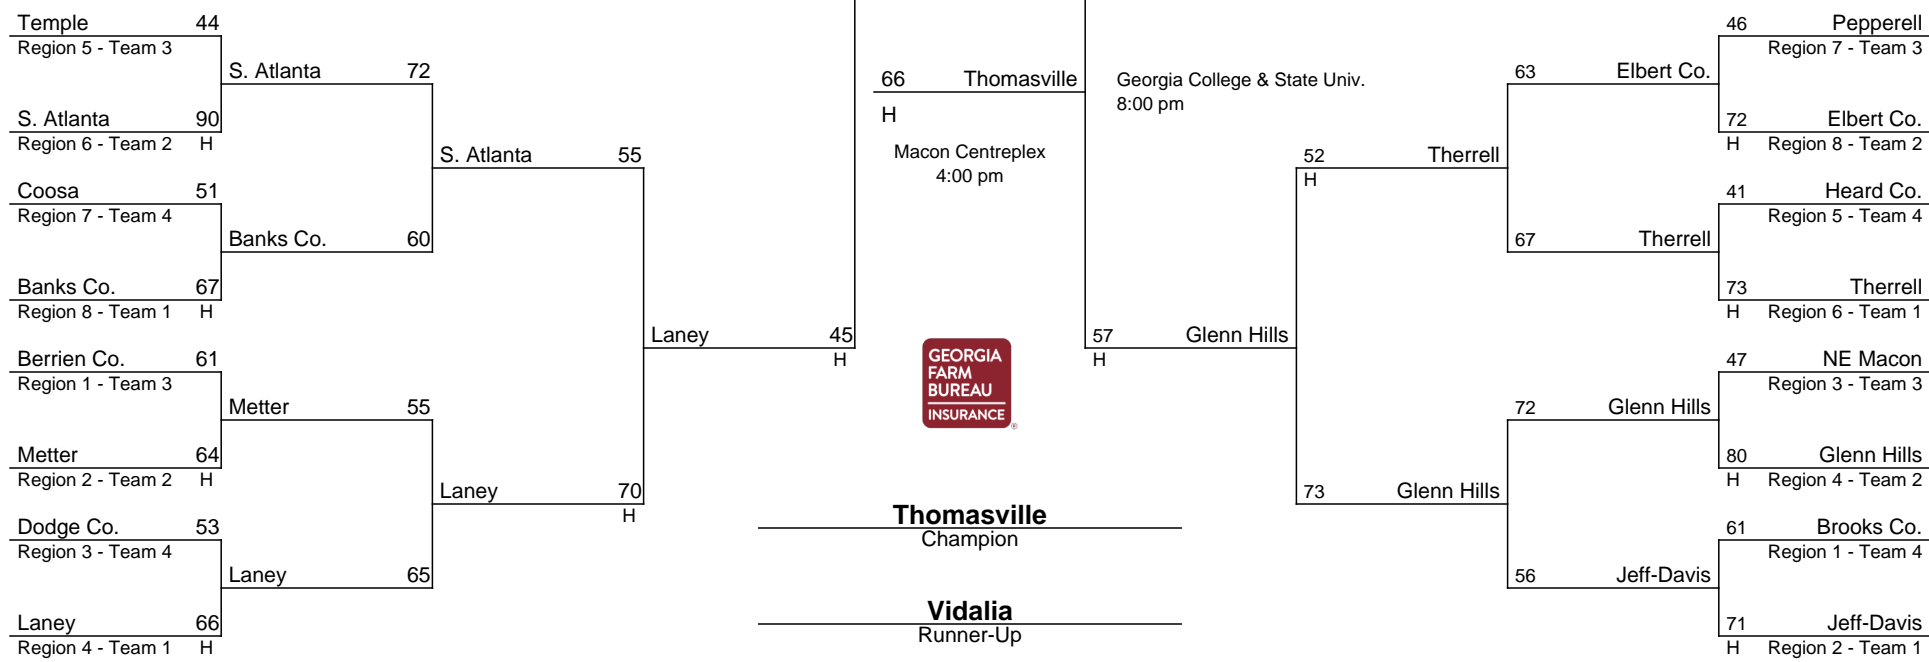 Temple 44
Region 5 - Team 3
S. Atlanta 72
S. Atlanta 90
Region 6 - Team 2 H
S. Atlanta 55
Coosa 51
Region 7 - Team 4
Banks Co. 60
Banks Co. 67
Region 8 - Team 1 H
Laney 45
H
Berrien Co. 61
Region 1 - Team 3
Metter 55
Metter 64
Region 2 - Team 2 H
Laney 70
H
Dodge Co. 53
Region 3 - Team 4
Laney 65
Laney 66
Region 4 - Team 1 H
66 Thomasville
H
Macon Centreplex
4:00 pm
Georgia College & State Univ.
8:00 pm
GEORGIA
FARM
BUREAU
INSURANCE
®
Thomasville
Champion
Vidalia
Runner-Up
57 Glenn Hills
H
52 Therrell
H
73 Glenn Hills
63 Elbert Co.
67 Therrell
72 Glenn Hills
56 Jeff-Davis
46 Pepperell
Region 7 - Team 3
72 Elbert Co.
H Region 8 - Team 2
41 Heard Co.
Region 5 - Team 4
73 Therrell
H Region 6 - Team 1
47 NE Macon
Region 3 - Team 3
80 Glenn Hills
H Region 4 - Team 2
61 Brooks Co.
Region 1 - Team 4
71 Jeff-Davis
H Region 2 - Team 1